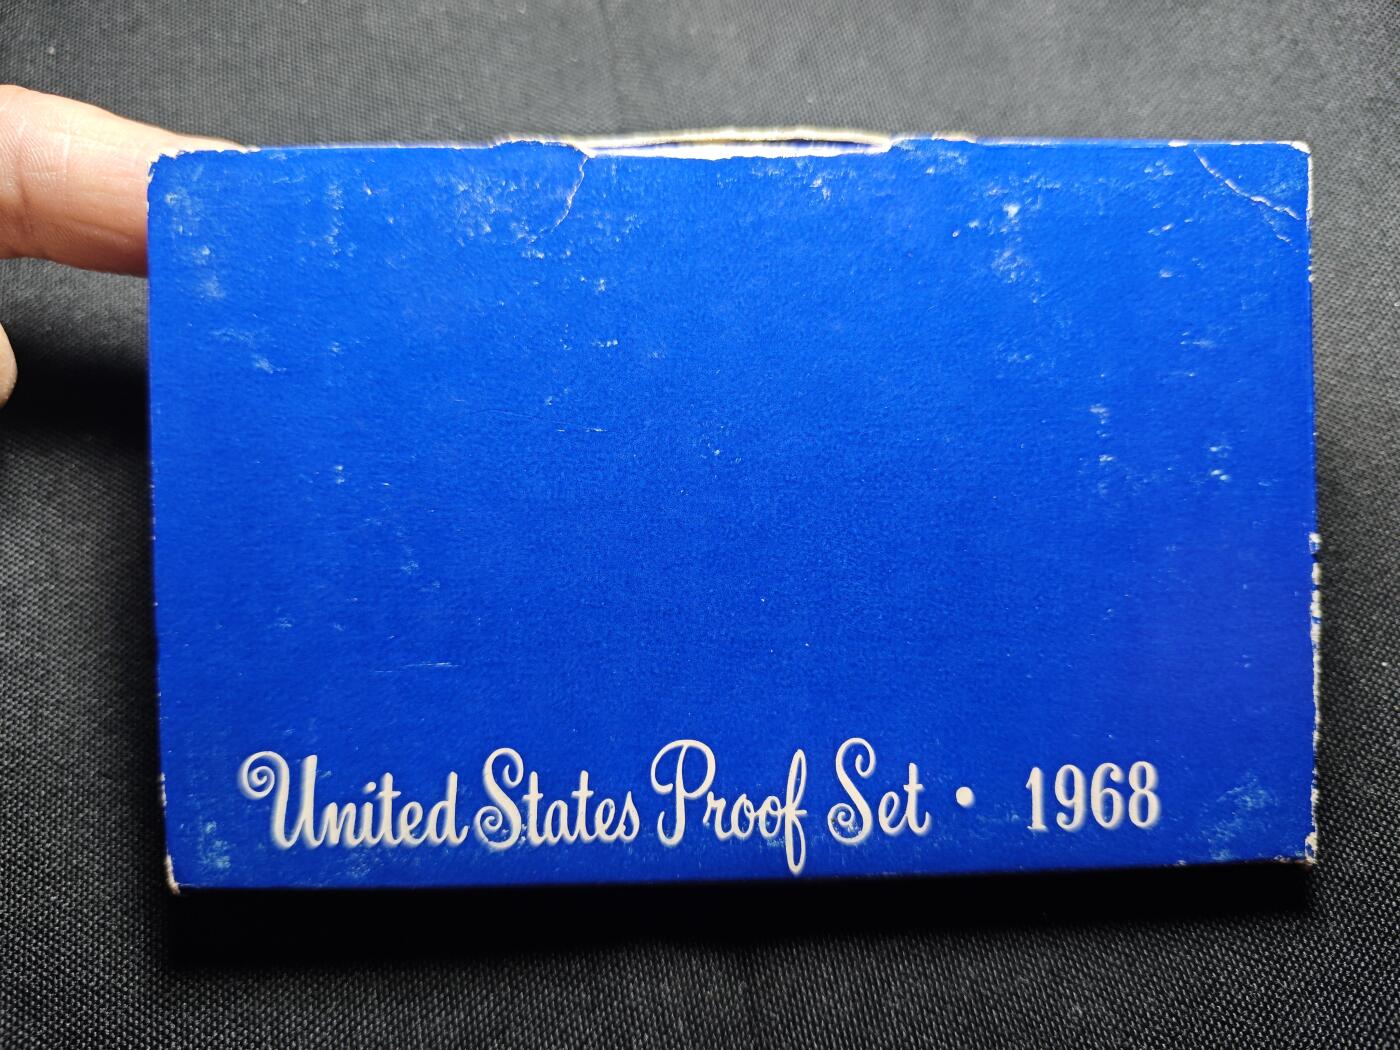 United States Proof Set • 1968